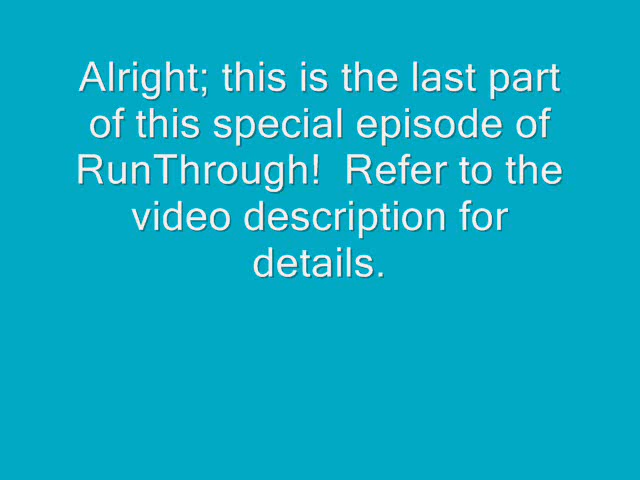 Alright; this is the last part
of this special episode of
RunThrough!  Refer to the
video description for
details.